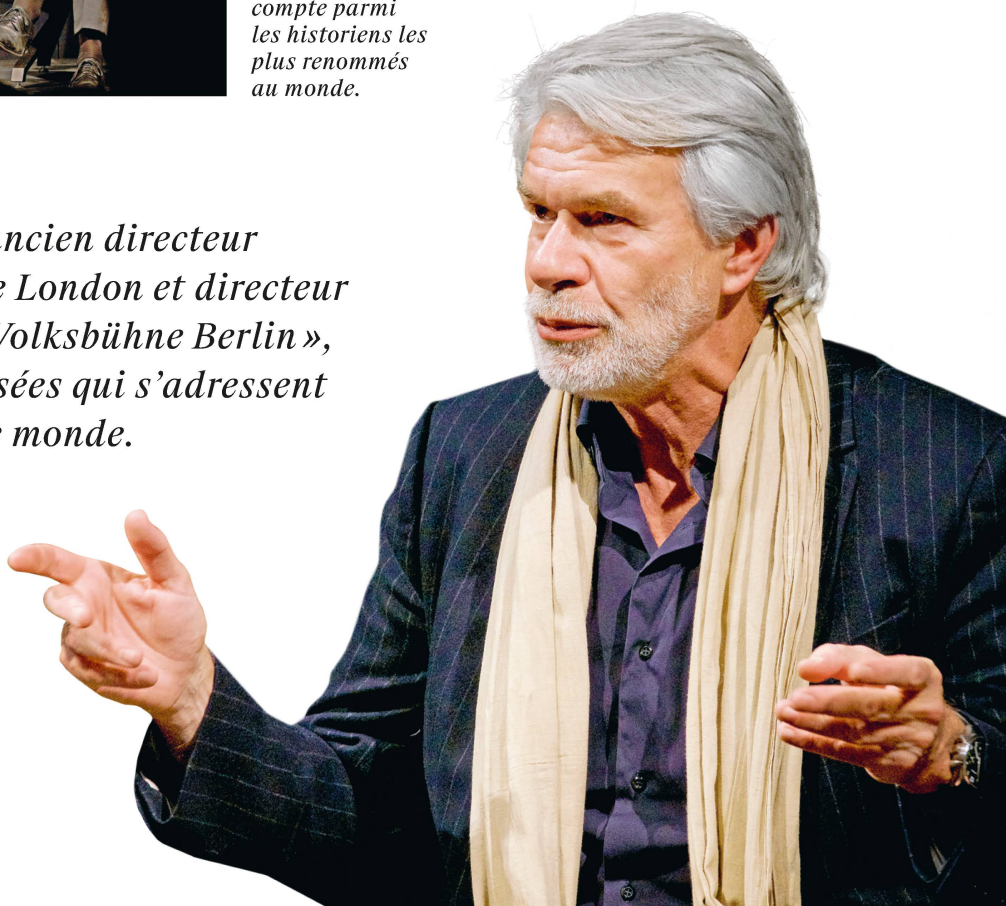 compte parmi
les historiens les
plus renommés
au monde.
ancien directeur
London et directeur
Volksbühne Berlin »,
qui s’adressent
monde.